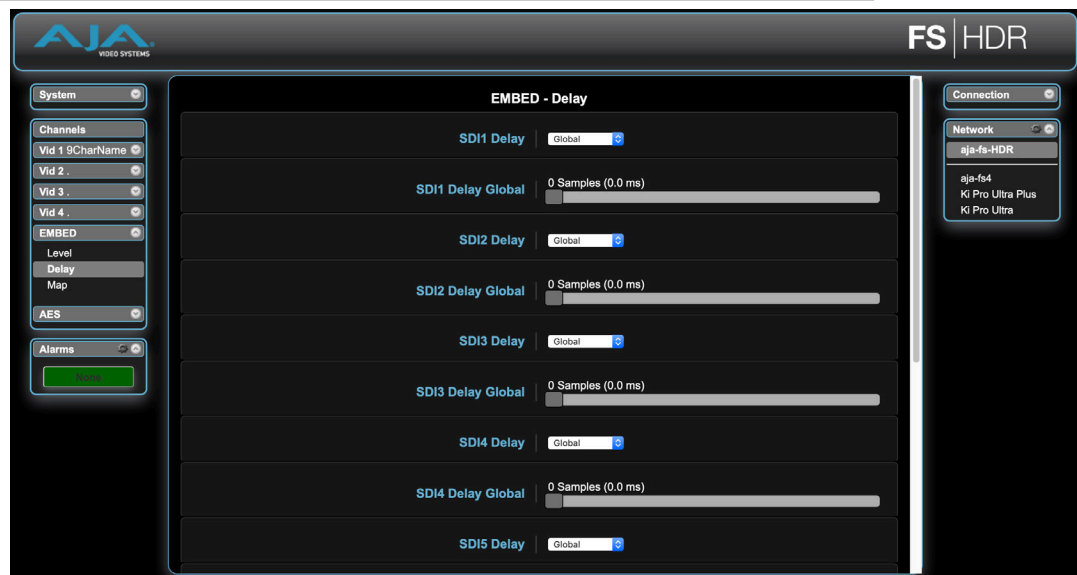 AJA
VIDEO SYSTEMS
FS|HDR
System
Channels
Vid 1 9CharName
Vid 2 .
Vid 3 .
Vid 4 .
EMBED
Level
Delay
Map
AES
Alarms
None
EMBED - Delay
SDI1 Delay
Global
SDI1 Delay Global
0 Samples (0.0 ms)
SDI2 Delay
Global
SDI2 Delay Global
0 Samples (0.0 ms)
SDI3 Delay
Global
SDI3 Delay Global
0 Samples (0.0 ms)
SDI4 Delay
Global
SDI4 Delay Global
0 Samples (0.0 ms)
SDI5 Delay
Global
Connection
Network
aja-fs-HDR
aja-fs4
Ki Pro Ultra Plus
Ki Pro Ultra